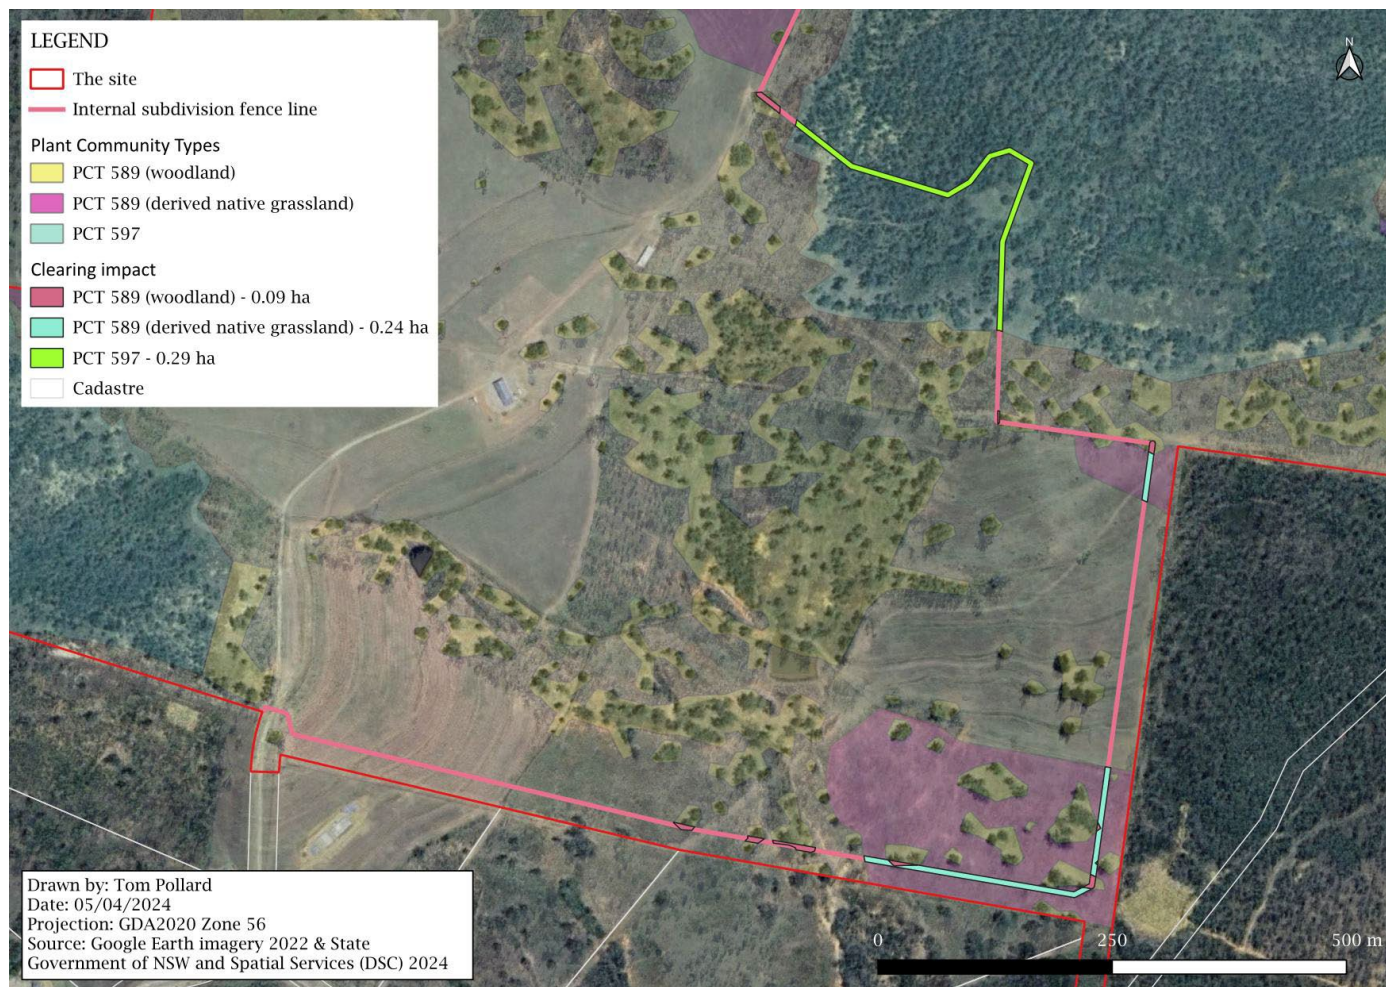 LEGEND
The site
Internal subdivision fence line
Plant Community Types
PCT 589 (woodland)
PCT 589 (derived native grassland)
PCT 597
Clearing impact
PCT 589 (woodland) - 0.09 ha
PCT 589 (derived native grassland) - 0.24 ha
PCT 597 - 0.29 ha
Cadastre
N
Drawn by: Tom Pollard
Date: 05/04/2024
Projection: GDA2020 Zone 56
Source: Google Earth imagery 2022 & State
Government of NSW and Spatial Services (DSC) 2024
0 250 500 m